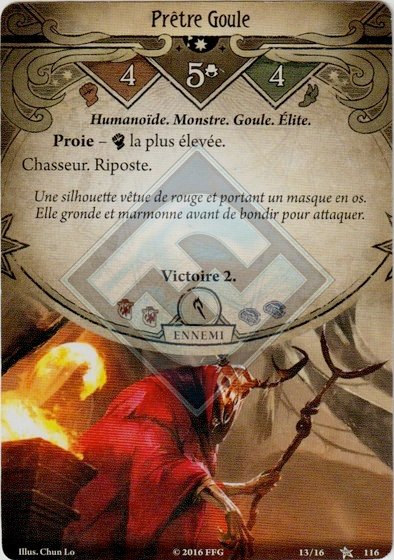 Prêtre Goule
4 5 4
Humanoïde. Monstre. Goule. Élite.
Proie – la plus élevée.
Chasseur. Riposte.
Une silhouette vêtue de rouge et portant un masque en os.
Elle gronde et marmonne avant de bondir pour attaquer.
Victoire 2.
ENNEMI
Illus. Chun Lo © 2016 FFG 13/16 116